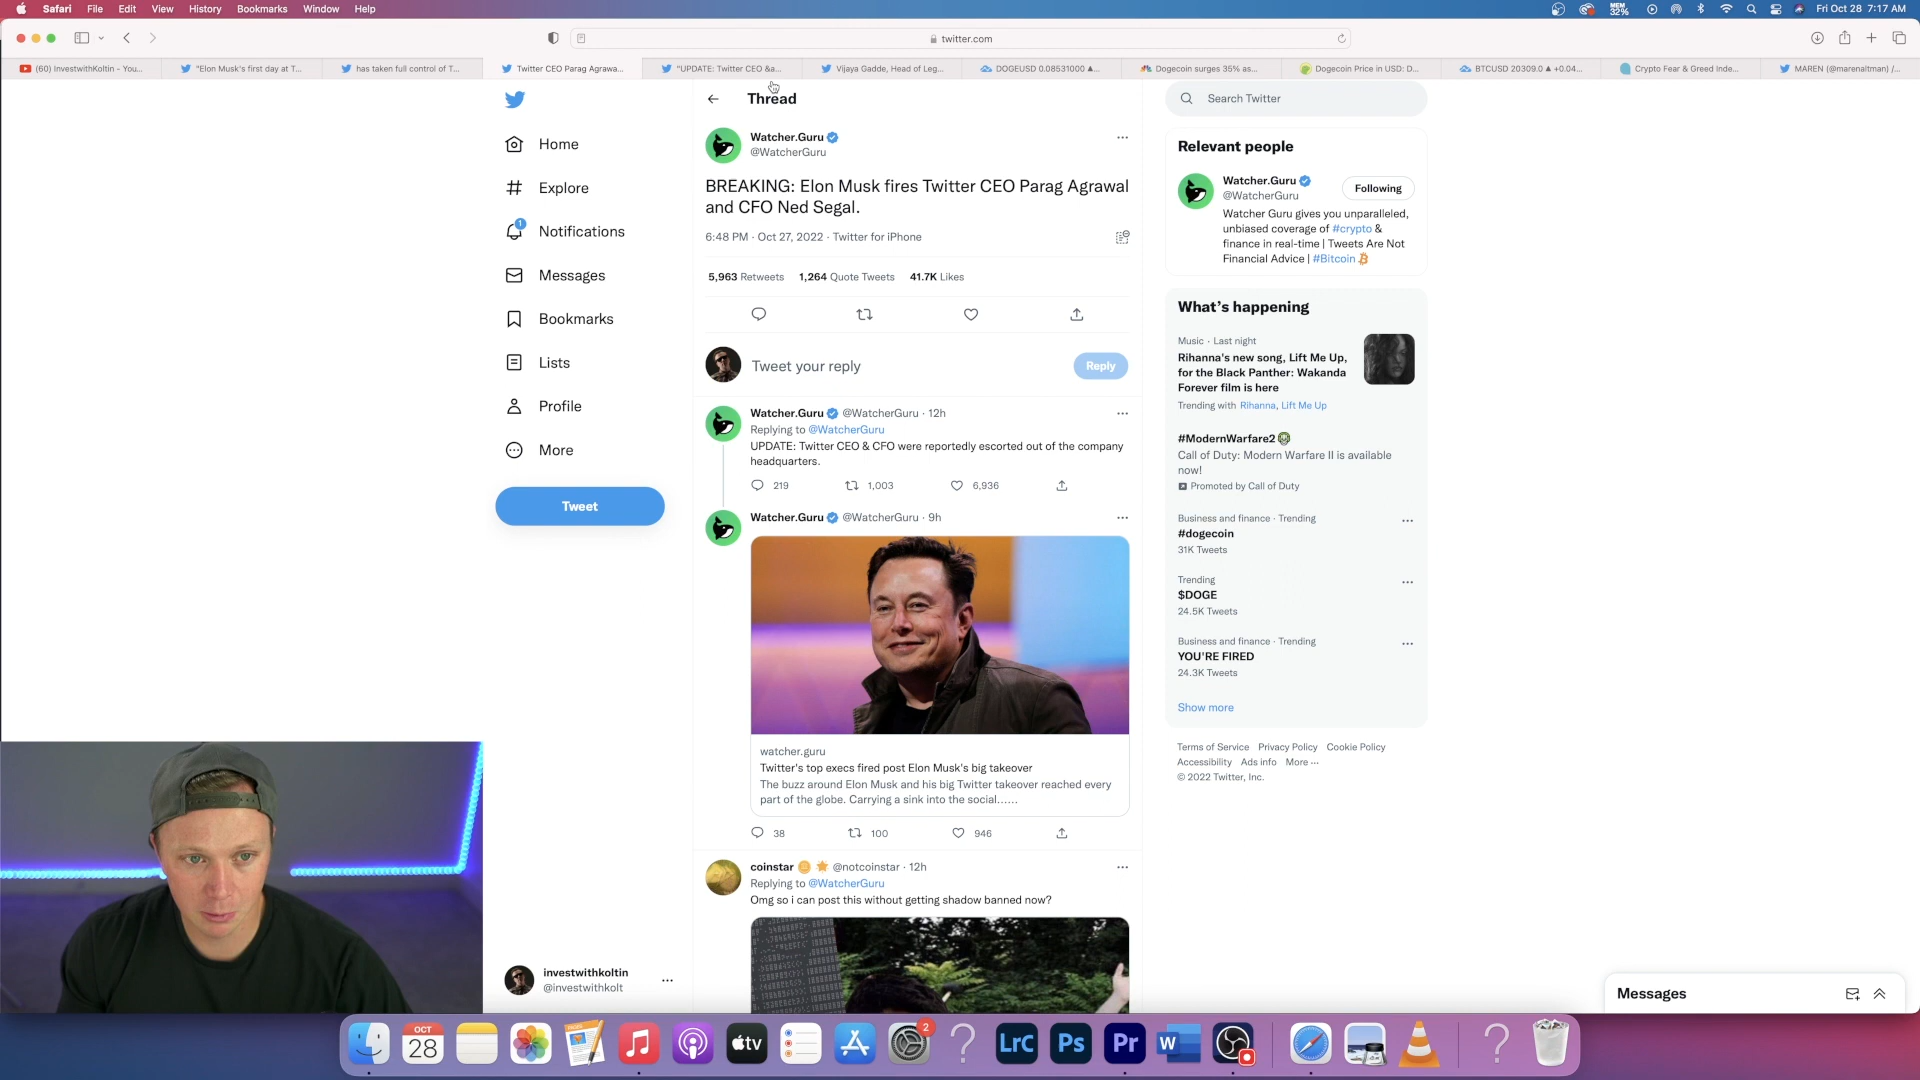 Safari File Edit View History Bookmarks Window Help
MEM 32% Fri Oct 28 7:17 AM
twitter.com
(60) InvestwithKoltin - You...
"Elon Musk's first day at T...
has taken full control of T...
Twitter CEO Parag Agrawa...
"UPDATE: Twitter CEO &a...
Vijaya Gadde, Head of Leg...
DOGEUSD 0.08531000 ▲...
Dogecoin surges 35% as...
Dogecoin Price in USD: D...
BTCUSD 20309.0 ▲ +0.04...
Crypto Fear & Greed Inde...
MAREN (@marenaltman) /...
Home
Explore
1
Notifications
Messages
Bookmarks
Lists
Profile
More
Tweet
investwithkoltin
@investwithkolt
Thread
Watcher.Guru
@WatcherGuru
BREAKING: Elon Musk fires Twitter CEO Parag Agrawal
and CFO Ned Segal.
6:48 PM · Oct 27, 2022 · Twitter for iPhone
5,963 Retweets 1,264 Quote Tweets 41.7K Likes
Tweet your reply
Reply
Watcher.Guru @WatcherGuru · 12h
Replying to @WatcherGuru
UPDATE: Twitter CEO & CFO were reportedly escorted out of the company
headquarters.
219 1,003 6,936
Watcher.Guru @WatcherGuru · 9h
watcher.guru
Twitter's top execs fired post Elon Musk's big takeover
The buzz around Elon Musk and his big Twitter takeover reached every
part of the globe. Carrying a sink into the social......
38 100 946
coinstar @notcoinstar · 12h
Replying to @WatcherGuru
Omg so i can post this without getting shadow banned now?
Search Twitter
Relevant people
Watcher.Guru
@WatcherGuru
Following
Watcher Guru gives you unparalleled,
unbiased coverage of #crypto &
finance in real-time | Tweets Are Not
Financial Advice | #Bitcoin
What's happening
Music · Last night
Rihanna's new song, Lift Me Up,
for the Black Panther: Wakanda
Forever film is here
Trending with Rihanna, Lift Me Up
#ModernWarfare2
Call of Duty: Modern Warfare II is available
now!
Promoted by Call of Duty
Business and finance · Trending
#dogecoin
31K Tweets
Trending
$DOGE
24.5K Tweets
Business and finance · Trending
YOU'RE FIRED
24.3K Tweets
Show more
Terms of Service Privacy Policy Cookie Policy
Accessibility Ads info More ···
© 2022 Twitter, Inc.
Messages
OCT
28
tv
2
?
LrC
Ps
Pr
W
?